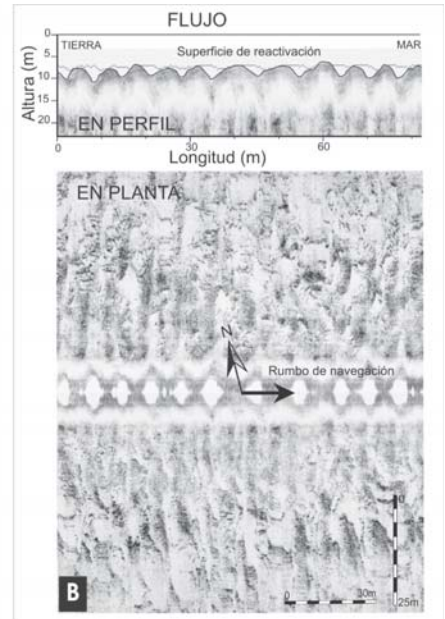 FLUJO
TIERRA
Superficie de reactivación
MAR
Altura (m)
0
5
10
15
20
EN PERFIL
0
30
60
Longitud (m)
EN PLANTA
N
Rumbo de navegación
0
0 30m
25m
B